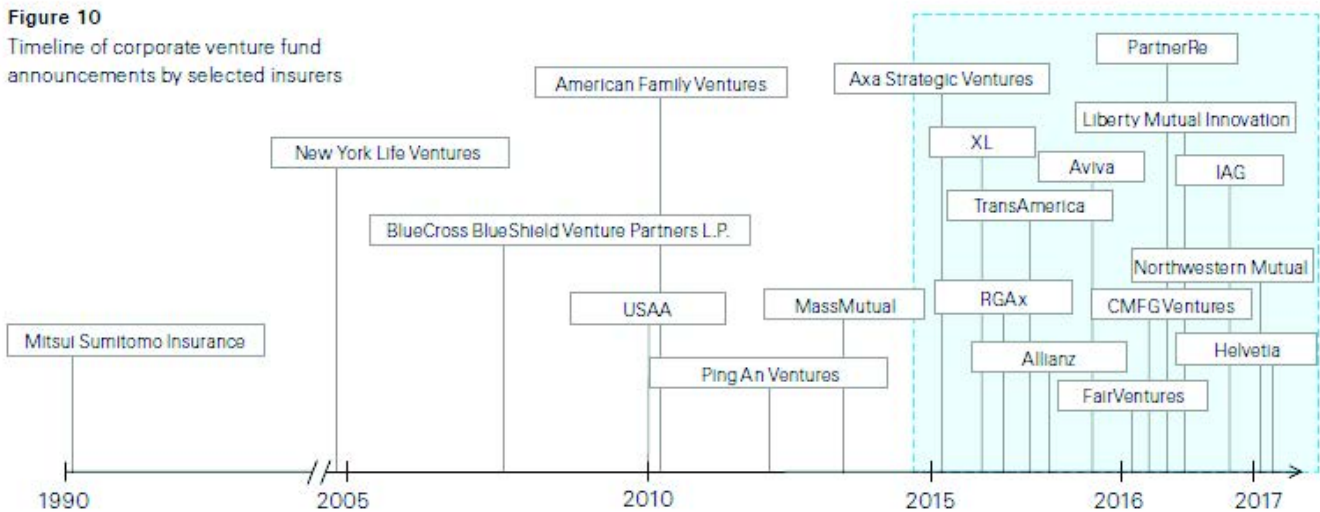 Figure 10
Timeline of corporate venture fund
announcements by selected insurers
PartnerRe
American Family Ventures
Axa Strategic Ventures
Liberty Mutual Innovation
New York Life Ventures
XL
Aviva
IAG
TransAmerica
BlueCross BlueShield Venture Partners L.P.
Northwestern Mutual
USAA
MassMutual
RGAx
CMFG Ventures
Mitsui Sumitomo Insurance
Allianz
Helvetia
Ping An Ventures
FairVentures
1990
2005
2010
2015
2016
2017